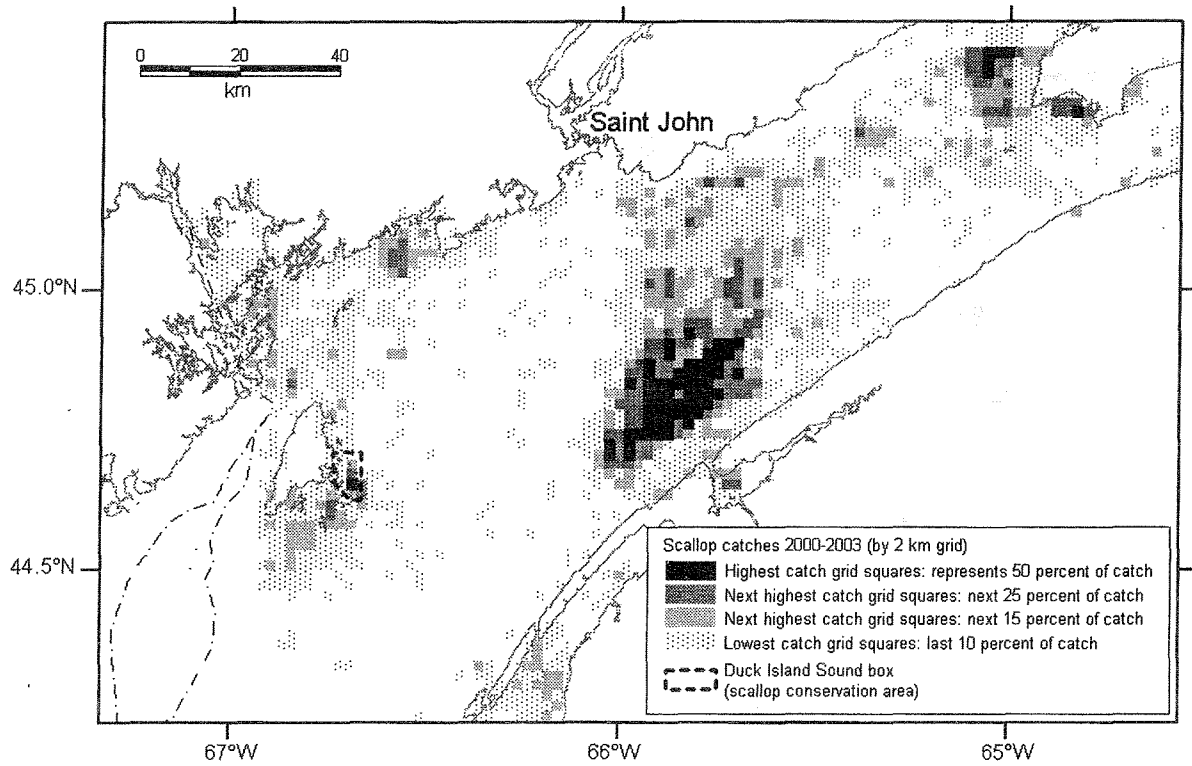 0 20 40
km
Saint John
45.0°N
44.5°N
Scallop catches 2000-2003 (by 2 km grid)
Highest catch grid squares: represents 50 percent of catch
Next highest catch grid squares: next 25 percent of catch
Next highest catch grid squares: next 15 percent of catch
Lowest catch grid squares: last 10 percent of catch
Duck Island Sound box
(scallop conservation area)
67°W 66°W 65°W